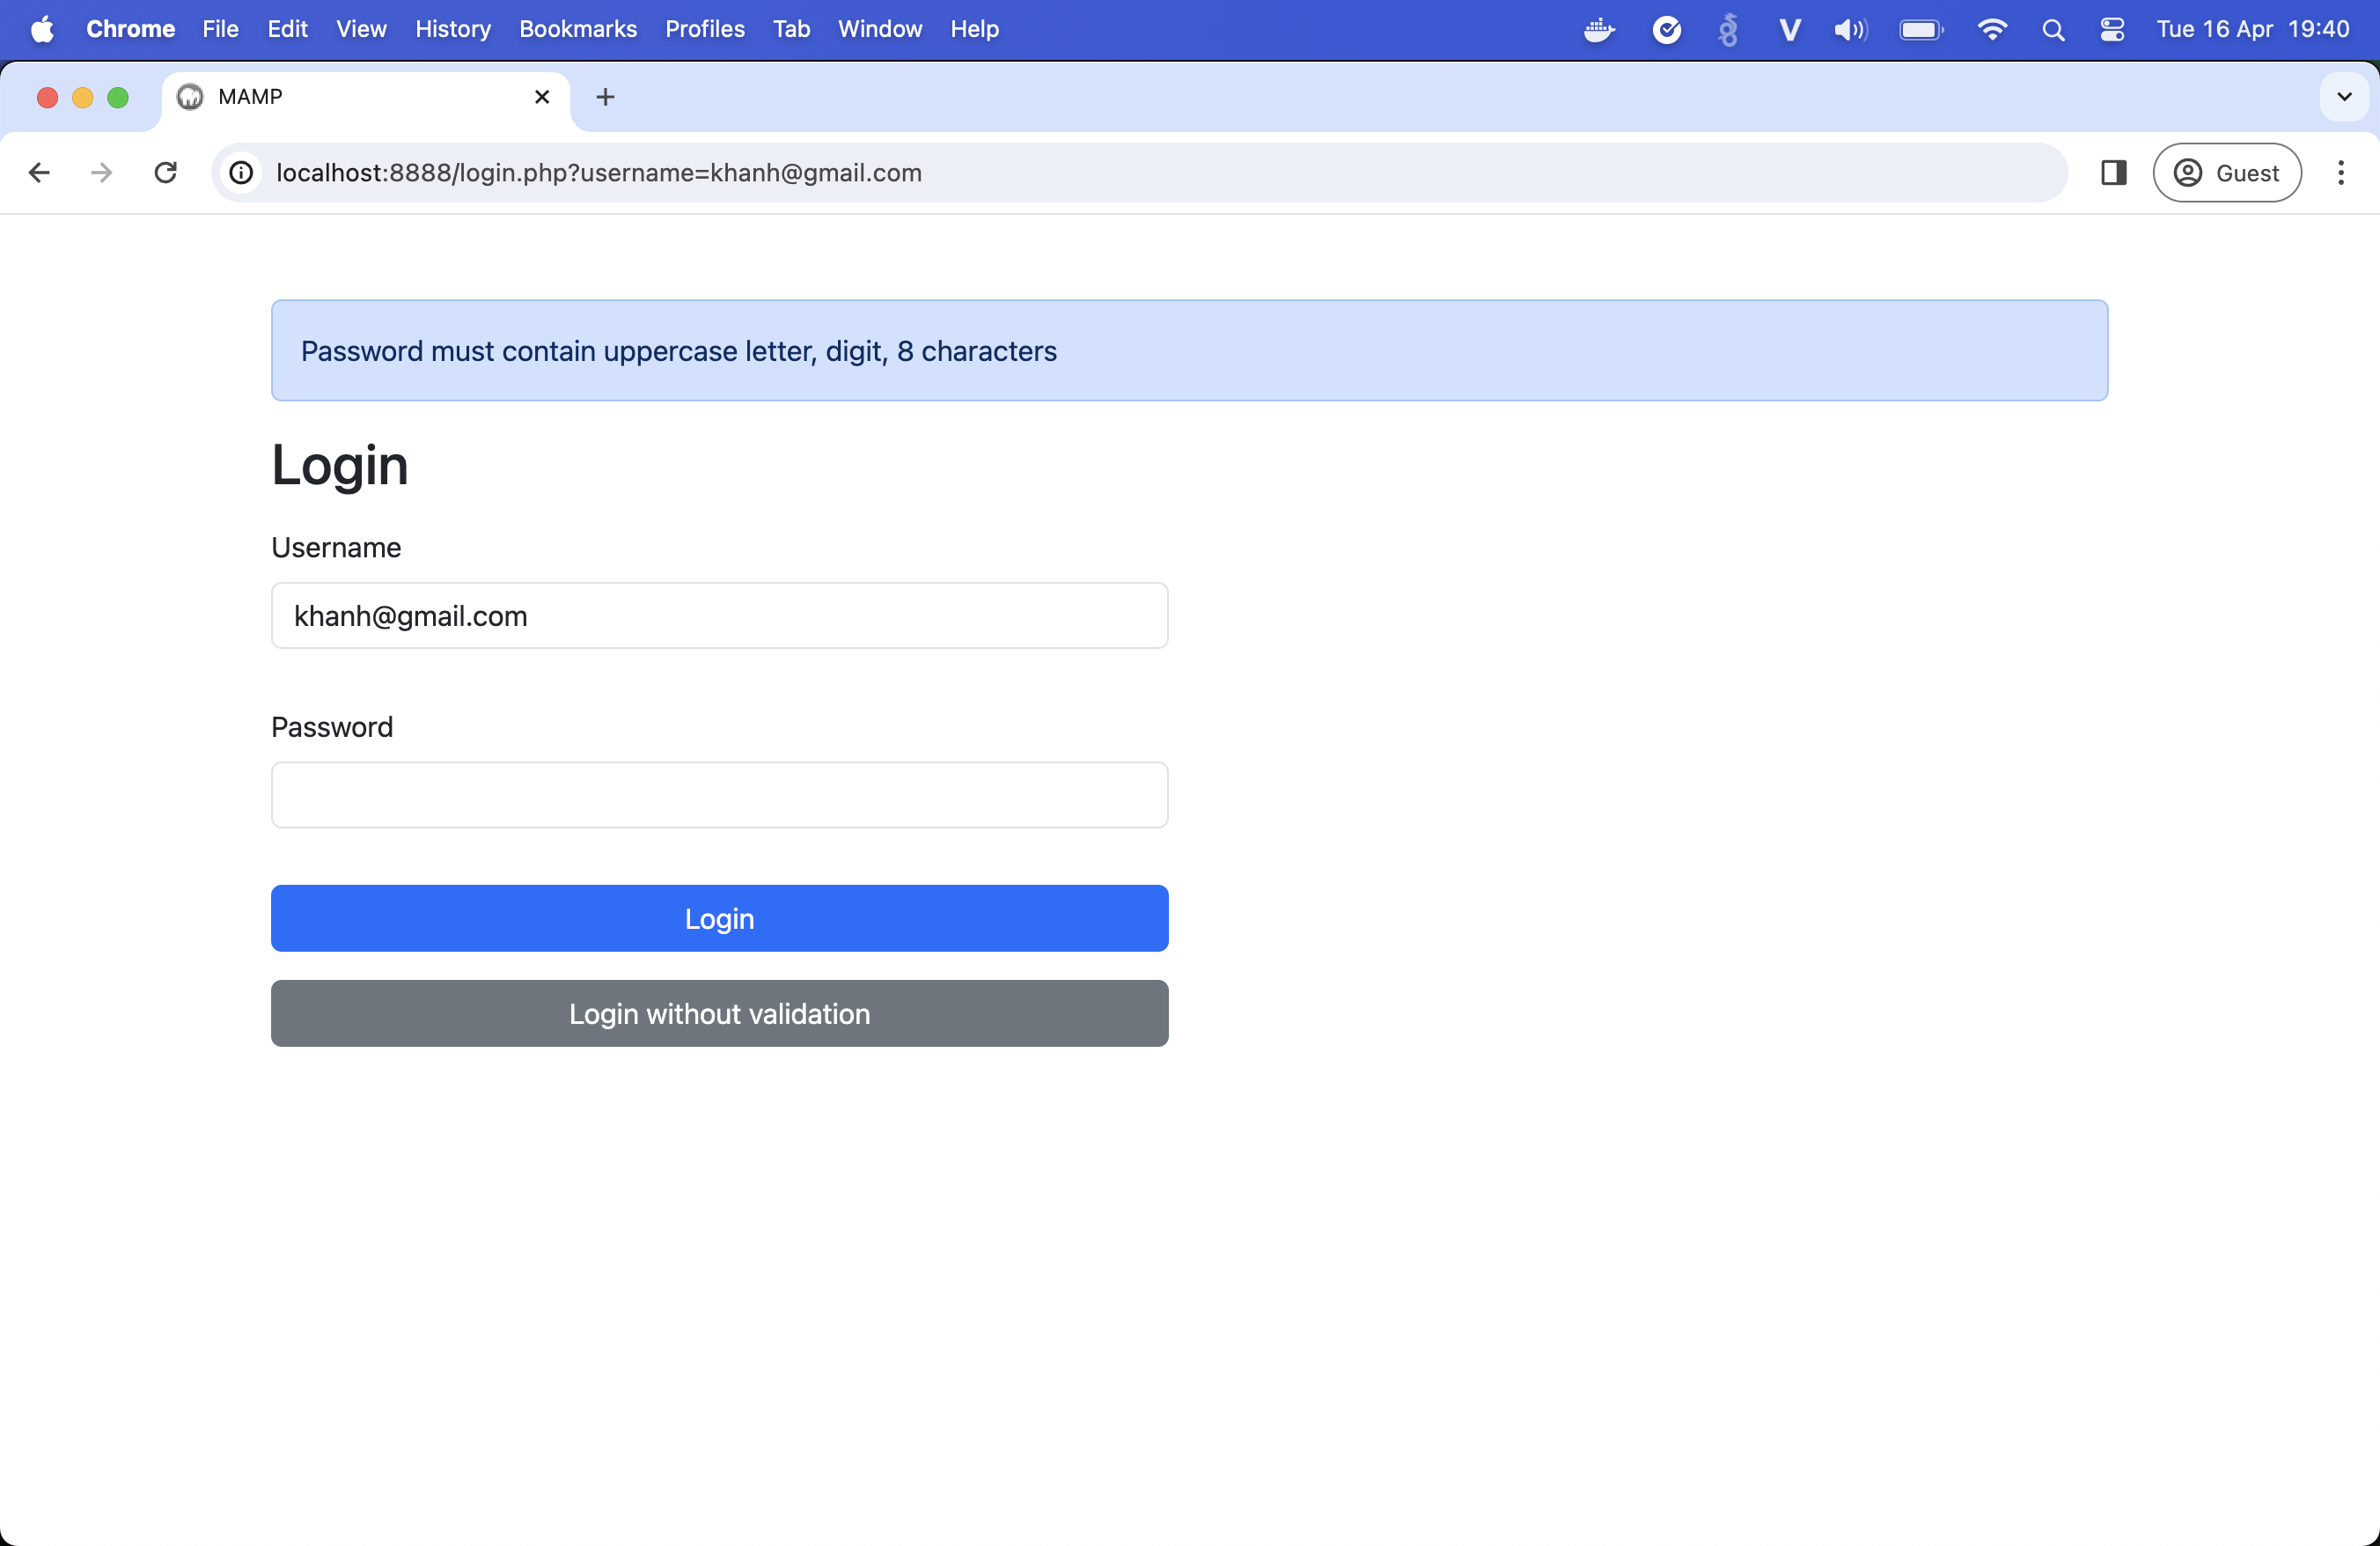 Chrome File Edit View History Bookmarks Profiles Tab Window Help Tue 16 Apr 19:40
MAMP
localhost:8888/login.php?username=khanh@gmail.com Guest
Password must contain uppercase letter, digit, 8 characters
Login
Username
khanh@gmail.com
Password
Login
Login without validation